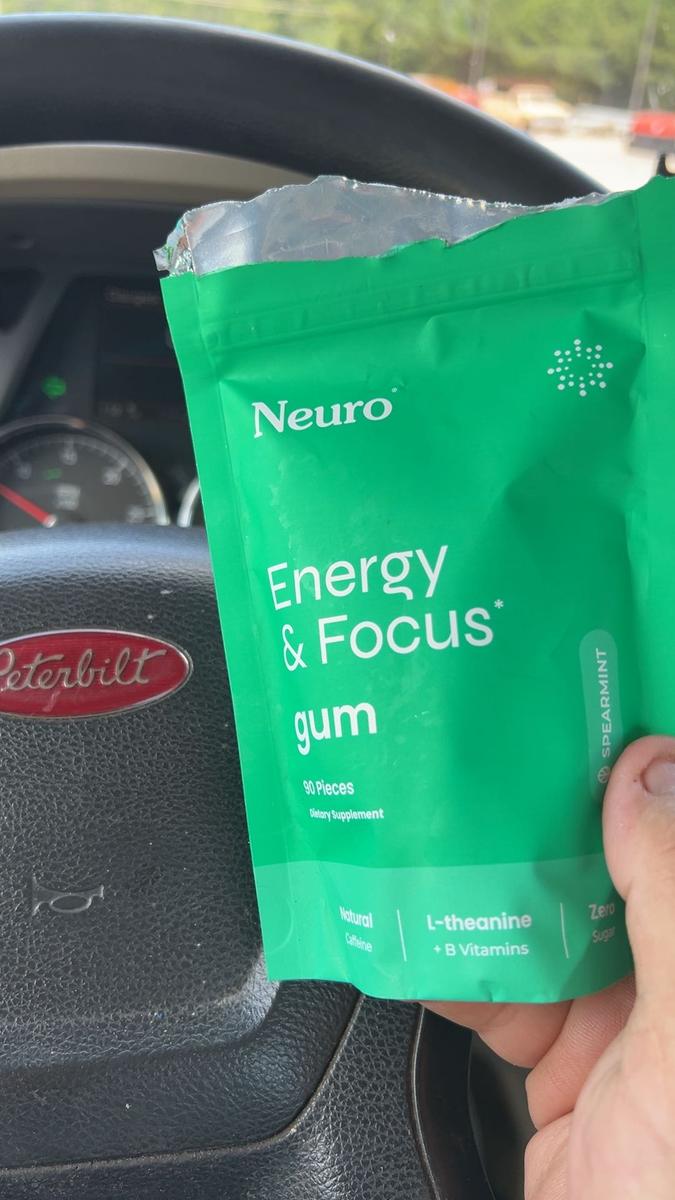 Neuro®
Energy
& Focus*
gum
SPEARMINT
90 Pieces
Dietary Supplement
Natural
Caffeine
L-theanine
+ B Vitamins
Zero
Sugar
Peterbilt